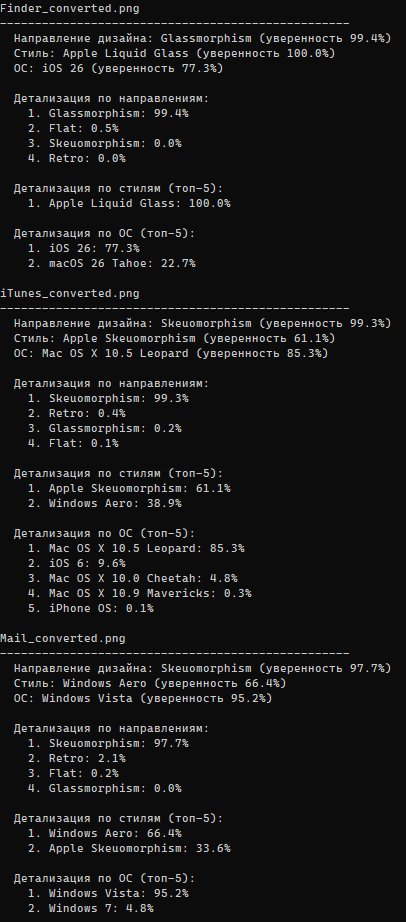 Finder_converted.png
--------------------------------------------------
Направление дизайна: Glassmorphism (уверенность 99.4%)
Стиль: Apple Liquid Glass (уверенность 100.0%)
ОС: iOS 26 (уверенность 77.3%)
Детализация по направлениям:
1. Glassmorphism: 99.4%
2. Flat: 0.5%
3. Skeuomorphism: 0.0%
4. Retro: 0.0%
Детализация по стилям (топ-5):
1. Apple Liquid Glass: 100.0%
Детализация по ОС (топ-5):
1. iOS 26: 77.3%
2. macOS 26 Tahoe: 22.7%
iTunes_converted.png
--------------------------------------------------
Направление дизайна: Skeuomorphism (уверенность 99.3%)
Стиль: Apple Skeuomorphism (уверенность 61.1%)
ОС: Mac OS X 10.5 Leopard (уверенность 85.3%)
Детализация по направлениям:
1. Skeuomorphism: 99.3%
2. Retro: 0.4%
3. Glassmorphism: 0.2%
4. Flat: 0.1%
Детализация по стилям (топ-5):
1. Apple Skeuomorphism: 61.1%
2. Windows Aero: 38.9%
Детализация по ОС (топ-5):
1. Mac OS X 10.5 Leopard: 85.3%
2. iOS 6: 9.6%
3. Mac OS X 10.0 Cheetah: 4.8%
4. Mac OS X 10.9 Mavericks: 0.3%
5. iPhone OS: 0.1%
Mail_converted.png
--------------------------------------------------
Направление дизайна: Skeuomorphism (уверенность 97.7%)
Стиль: Windows Aero (уверенность 66.4%)
ОС: Windows Vista (уверенность 95.2%)
Детализация по направлениям:
1. Skeuomorphism: 97.7%
2. Retro: 2.1%
3. Flat: 0.2%
4. Glassmorphism: 0.0%
Детализация по стилям (топ-5):
1. Windows Aero: 66.4%
2. Apple Skeuomorphism: 33.6%
Детализация по ОС (топ-5):
1. Windows Vista: 95.2%
2. Windows 7: 4.8%